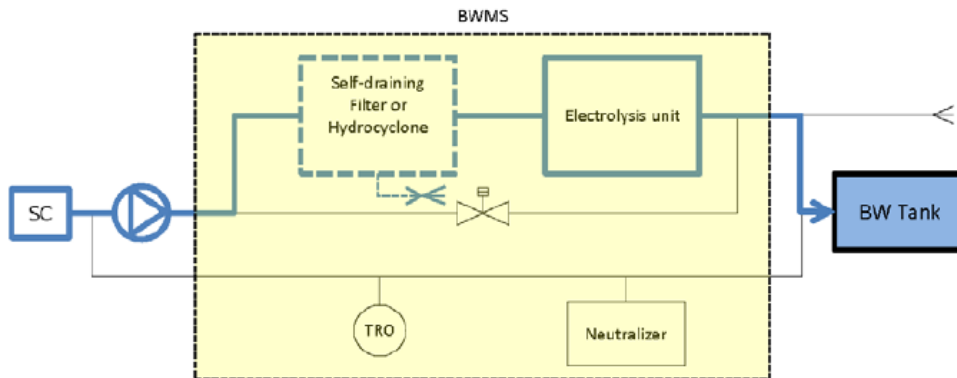 BWMS
Self-draining
Filter or
Hydrocyclone
Electrolysis unit
SC
BW Tank
TRO
Neutralizer